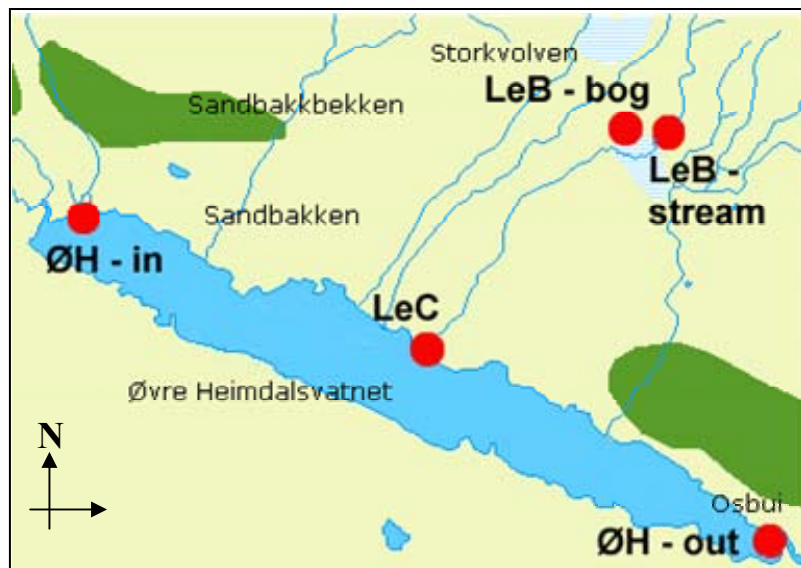 Storkvolven
LeB - bog
Sandbakkbekken
LeB -
stream
Sandbakken
ØH - in
LeC
Øvre Heimdalsvatnet
N
Osbui
ØH - out